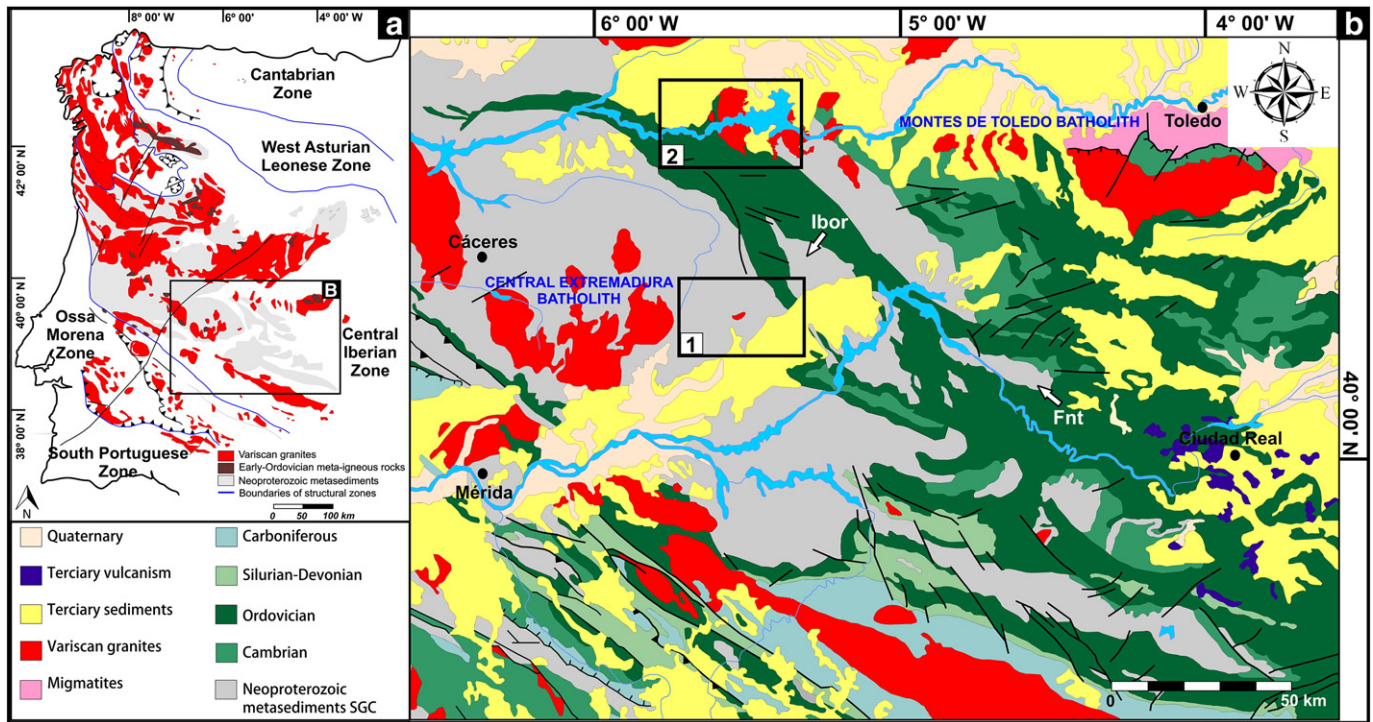 8° 00' W
6° 00'
4° 00' W
a
Cantabrian
Zone
West Asturian
Leonese Zone
42° 00' N
40° 00' N
38° 00' N
B
Ossa
Morena
Zone
Central
Iberian
Zone
South Portuguese
Zone
N
Variscan granites
Early-Ordovician meta-igneous rocks
Neoproterozoic metasediments
Boundaries of structural zones
0 50 100 km
Quaternary
Terciary vulcanism
Terciary sediments
Variscan granites
Migmatites
Carboniferous
Silurian-Devonian
Ordovician
Cambrian
Neoproterozoic
metasediments SGC
6° 00' W
5° 00' W
4° 00' W
b
N
W E
S
MONTES DE TOLEDO BATHOLITH
Toledo
2
Ibor
Cáceres
CENTRAL EXTREMADURA
BATHOLITH
1
Fnt
40° 00' N
Ciudad Real
Mérida
0 50 km